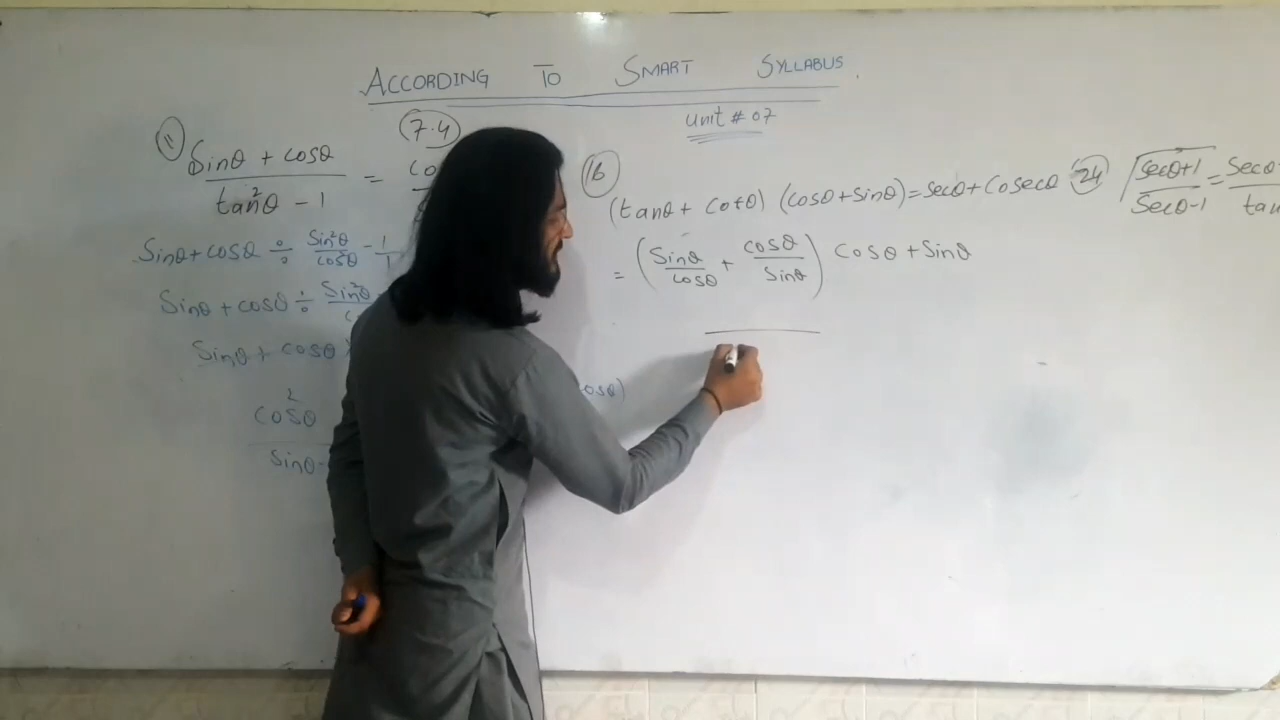 ACCORDING TO SMART SYLLABUS.
Unit # 07
7.4
11
Sinθ + cosθ / tan²θ - 1 = co
Sinθ + cosθ ÷ Sin²θ / cos²θ - 1/1
Sinθ + cosθ ÷ Sin²θ
Sinθ + cosθ
cos²θ
Sinθ -
osθ)
16
(tanθ + Cotθ) (cosθ + Sinθ) = Secθ + Cosecθ
= (Sinθ / cosθ + cosθ / Sinθ) Cosθ + Sinθ
24
√Secθ+1 / Secθ-1 = Secθ / tan